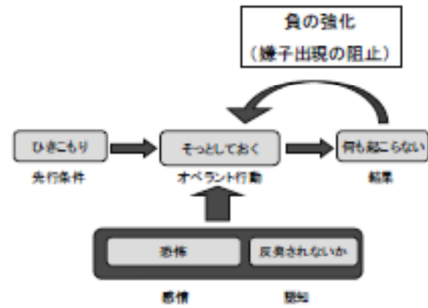 負の強化
（嫌子出現の阻止）
ひきこもり
そっとしておく
何も起こらない
先行条件
オペラント行動
結果
恐怖
反発されないか
感情
認知